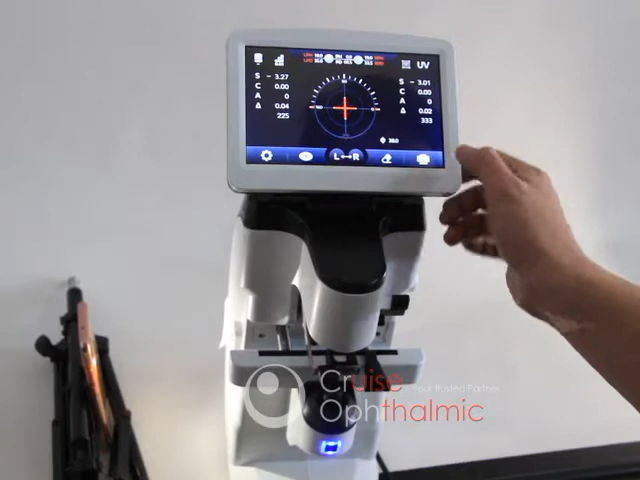 UV
S - 3.27
C 0.00
A 0
Δ 0.04
225
S - 3.01
C 0.00
A 0
Δ 0.02
333
L↔R
Cruise
Your Trusted Partner
Ophthalmic